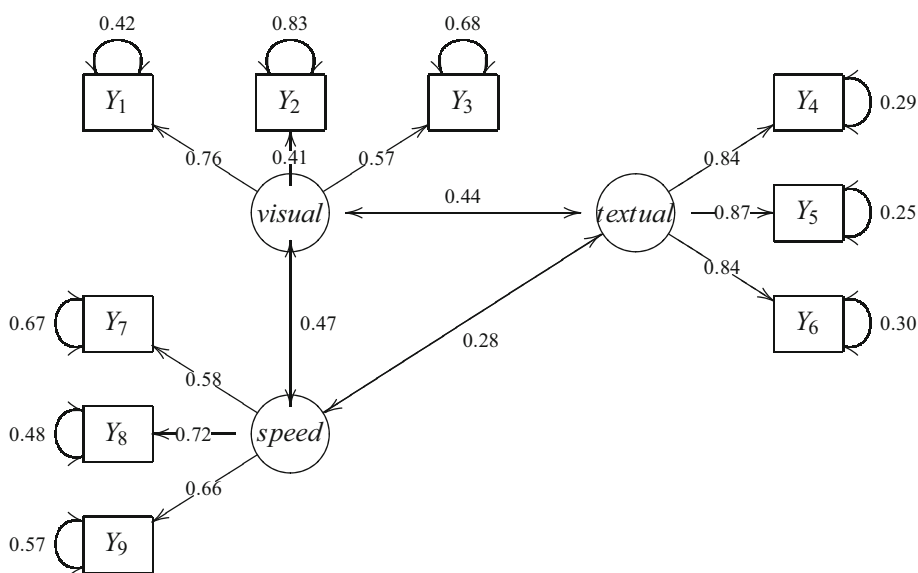 0.42 0.83 0.68
Y1 Y2 Y3 Y4 0.29
0.76 0.41 0.57 0.84
visual 0.44 textual 0.87 Y5 0.25
0.84
Y6 0.30
0.67 Y7 0.47 0.28
0.58
0.48 Y8 0.72 speed
0.66
0.57 Y9